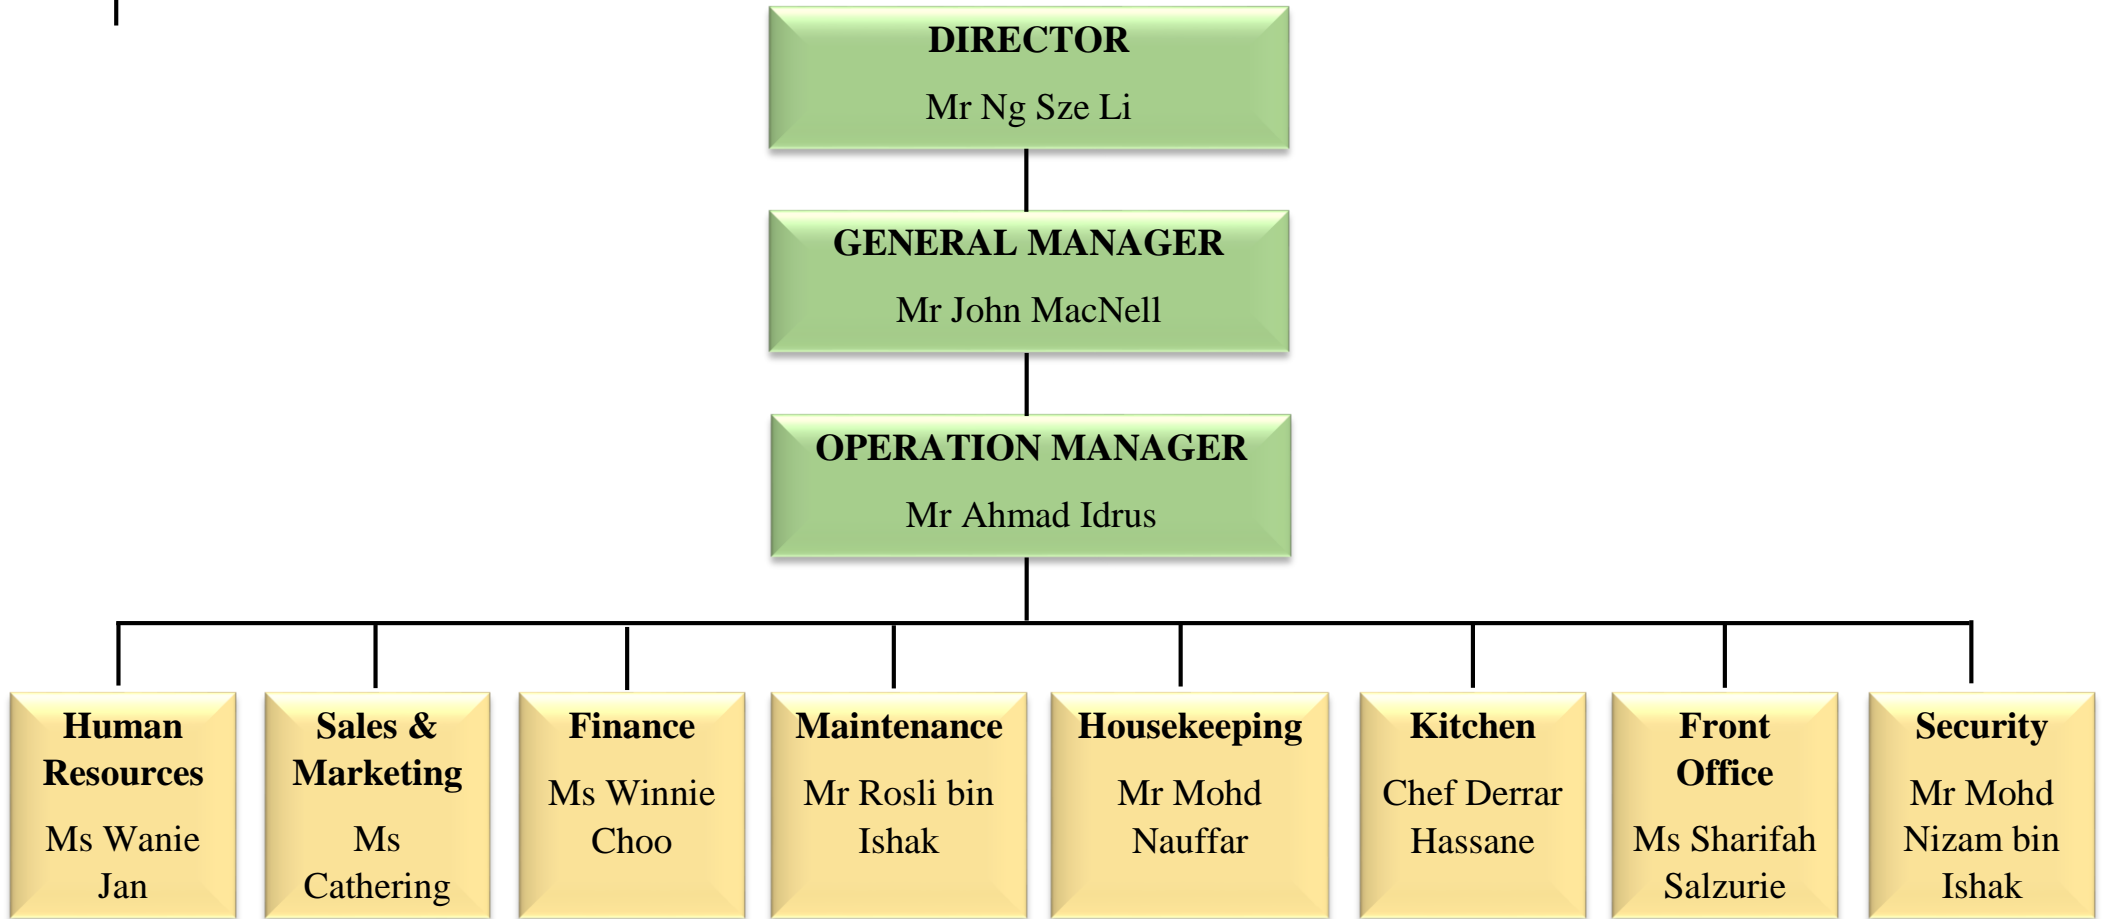 DIRECTOR
Mr Ng Sze Li
GENERAL MANAGER
Mr John MacNell
OPERATION MANAGER
Mr Ahmad Idrus
Human
Resources
Ms Wanie
Jan
Sales &
Marketing
Ms
Cathering
Finance
Ms Winnie
Choo
Maintenance
Mr Rosli bin
Ishak
Housekeeping
Mr Mohd
Nauffar
Kitchen
Chef Derrar
Hassane
Front
Office
Ms Sharifah
Salzurie
Security
Mr Mohd
Nizam bin
Ishak